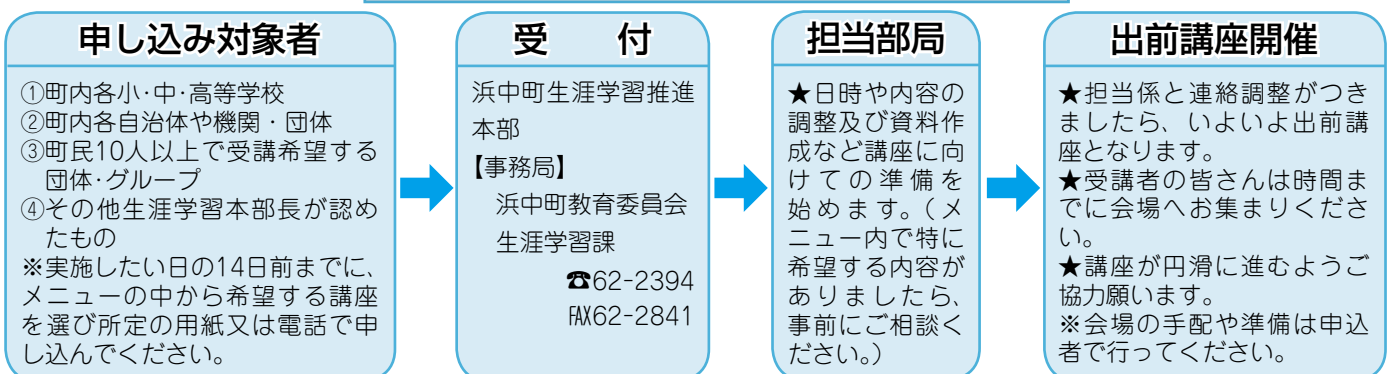 申し込み対象者
①町内各小・中・高等学校
②町内各自治体や機関・団体
③町民10人以上で受講希望する
団体・グループ
④その他生涯学習本部長が認め
たもの
※実施したい日の14日前までに、
メニューの中から希望する講座
を選び所定の用紙又は電話で申
し込んでください。
受　付
浜中町生涯学習推進
本部
【事務局】
浜中町教育委員会
生涯学習課
☎62-2394
FAX62-2841
担当部局
★日時や内容の
調整及び資料作
成など講座に向
けての準備を
始めます。（メ
ニュー内で特に
希望する内容が
ありましたら、
事前にご相談く
ださい。）
出前講座開催
★担当係と連絡調整がつき
ましたら、いよいよ出前講
座となります。
★受講者の皆さんは時間ま
でに会場へお集まりくださ
い。
★講座が円滑に進むようご
協力願います。
※会場の手配や準備は申込
者で行ってください。